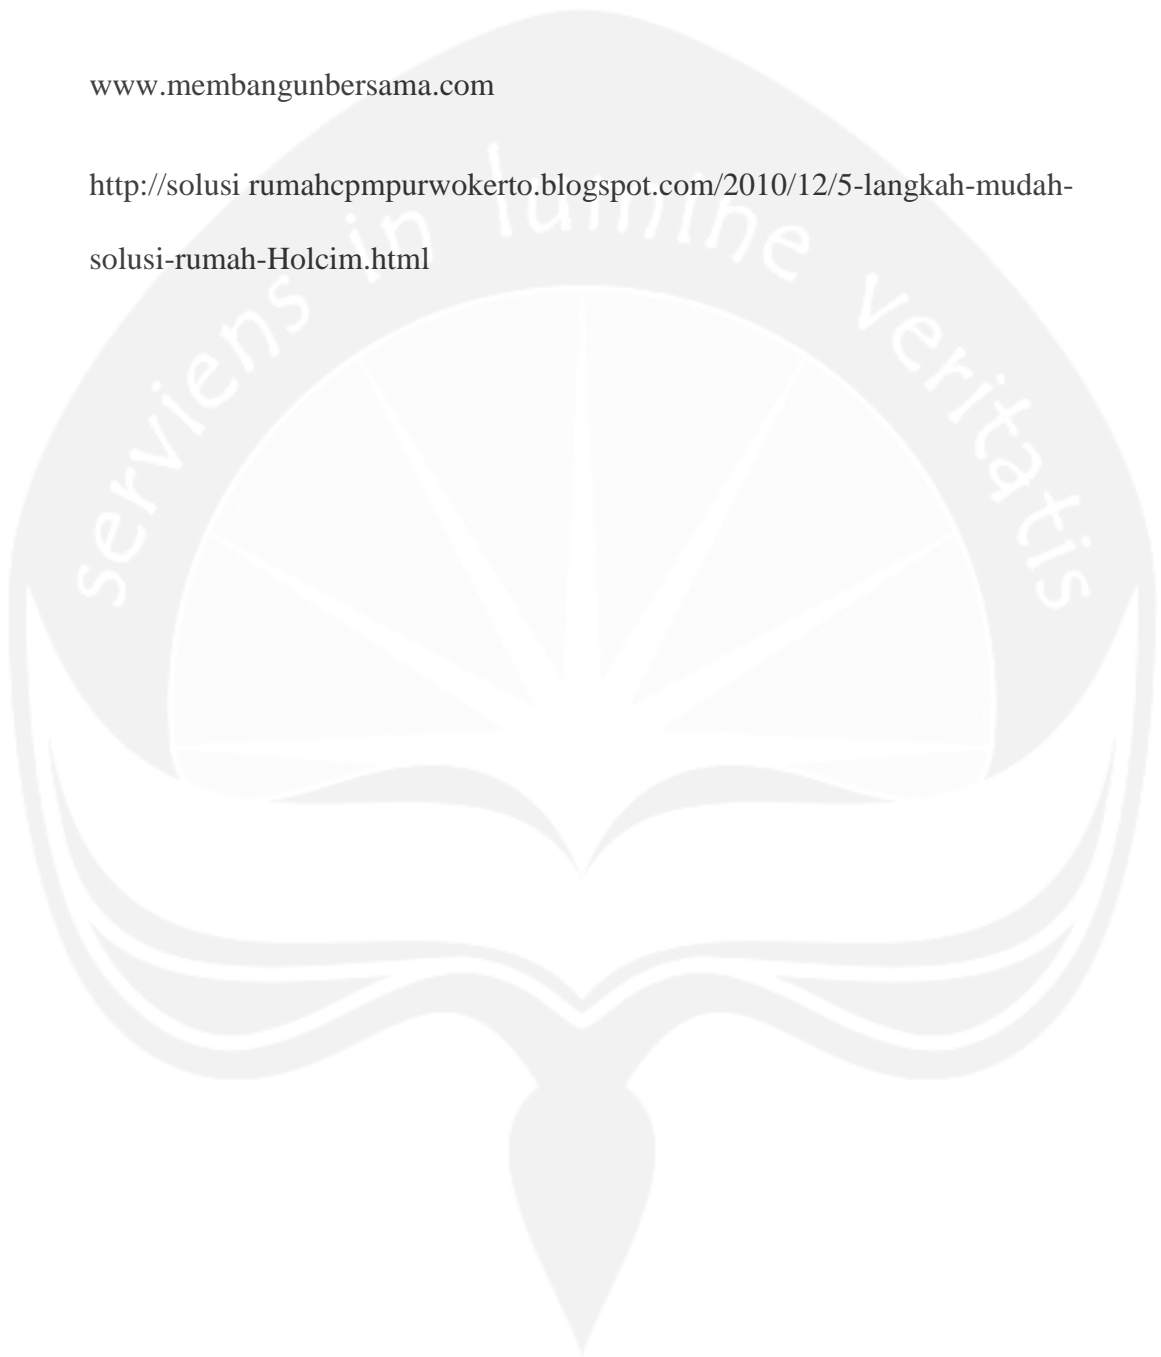 www.membangunbersama.com
http://solusi rumahcpmpurwokerto.blogspot.com/2010/12/5-langkah-mudah-
solusi-rumah-Holcim.html
serviens in lumine veritatis